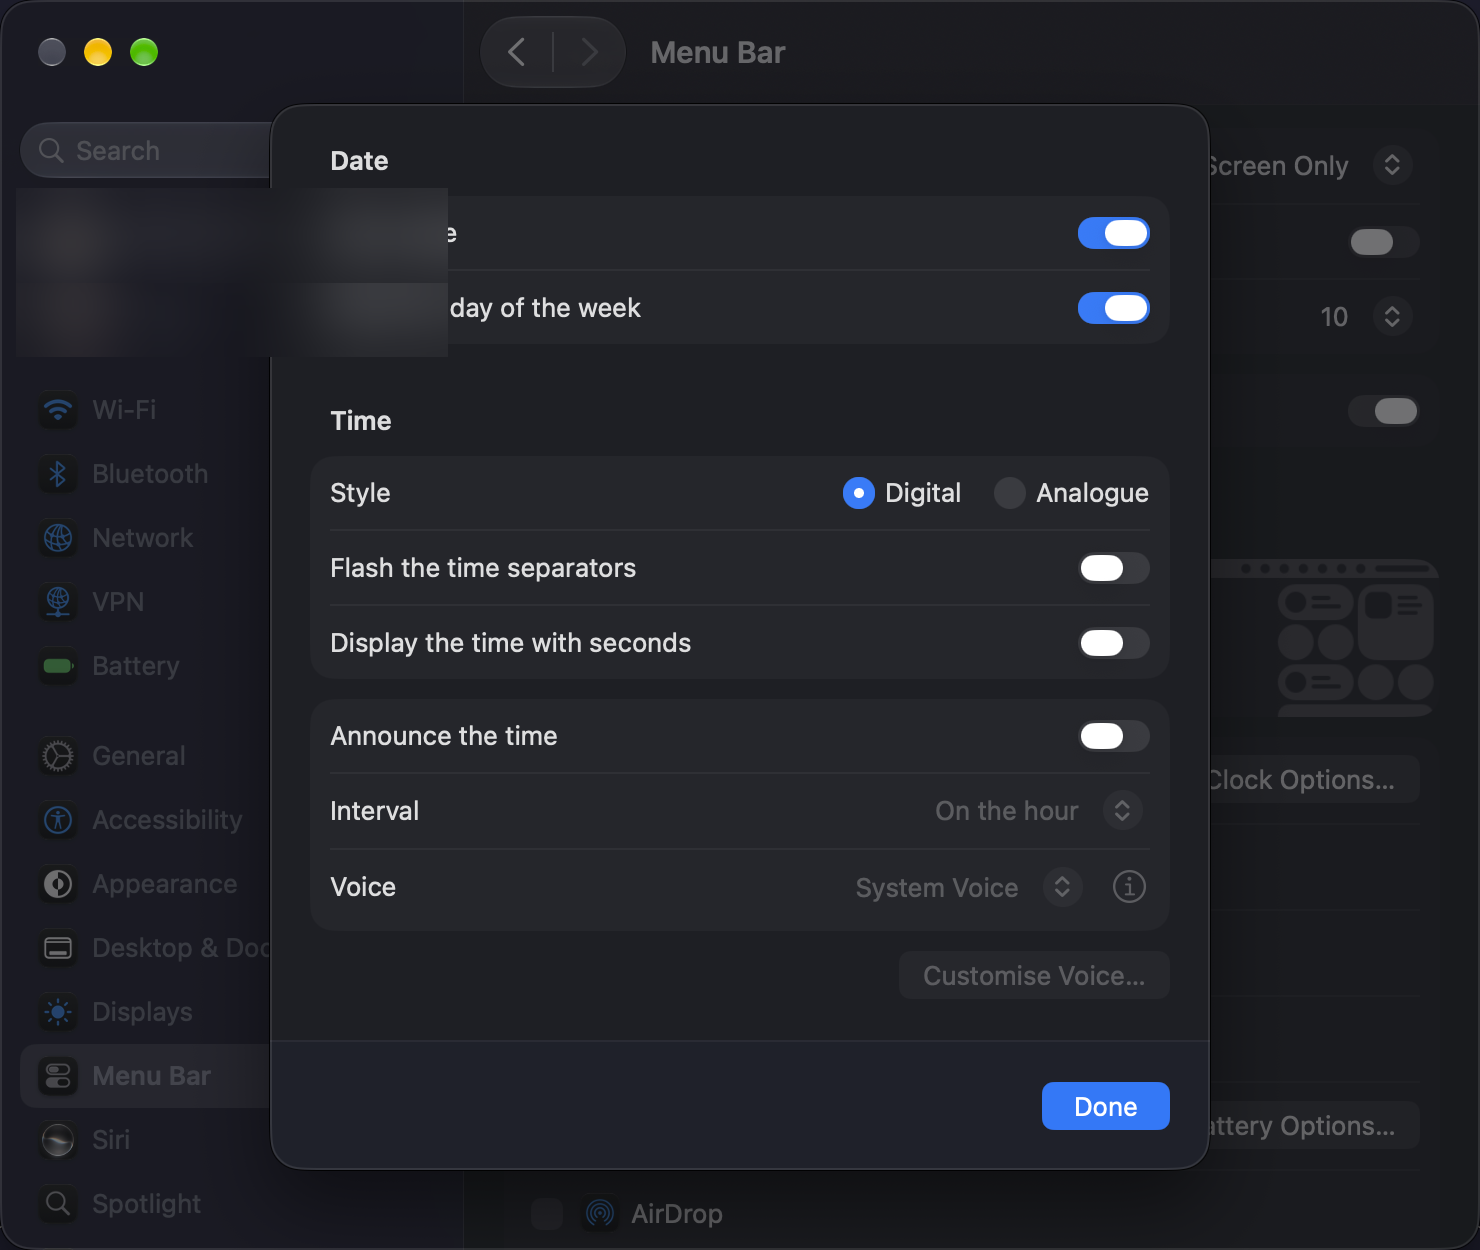 Menu Bar
Search
Wi-Fi
Bluetooth
Network
VPN
Battery
General
Accessibility
Appearance
Desktop & Doc
Displays
Menu Bar
Siri
Spotlight
Date
day of the week
Time
Style Digital Analogue
Flash the time separators
Display the time with seconds
Announce the time
Interval On the hour
Voice System Voice
Customise Voice...
Done
Screen Only
10
Clock Options...
attery Options...
AirDrop